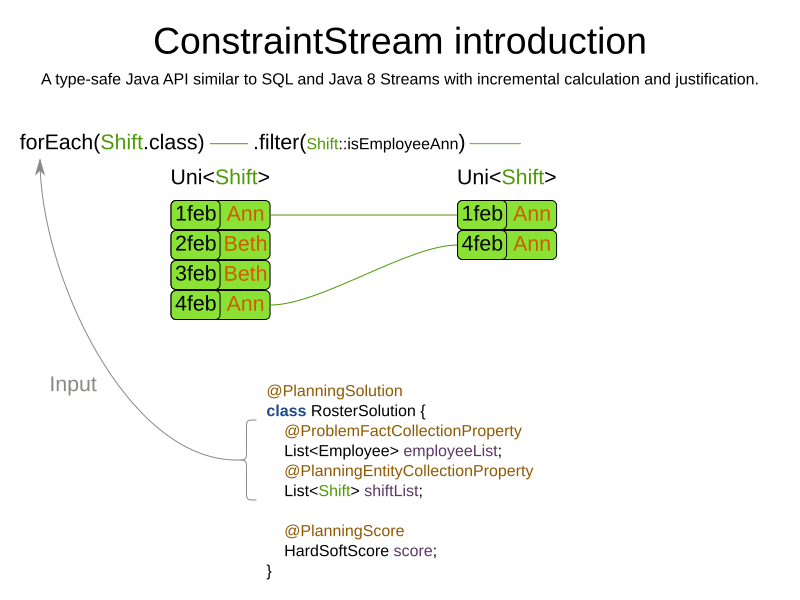 ConstraintStream introduction
A type-safe Java API similar to SQL and Java 8 Streams with incremental calculation and justification.
forEach(Shift.class) .filter(Shift::isEmployeeAnn)
Uni<Shift> Uni<Shift>
1feb Ann 1feb Ann
2feb Beth 4feb Ann
3feb Beth
4feb Ann
Input
@PlanningSolution
class RosterSolution {
@ProblemFactCollectionProperty
List<Employee> employeeList;
@PlanningEntityCollectionProperty
List<Shift> shiftList;
@PlanningScore
HardSoftScore score;
}